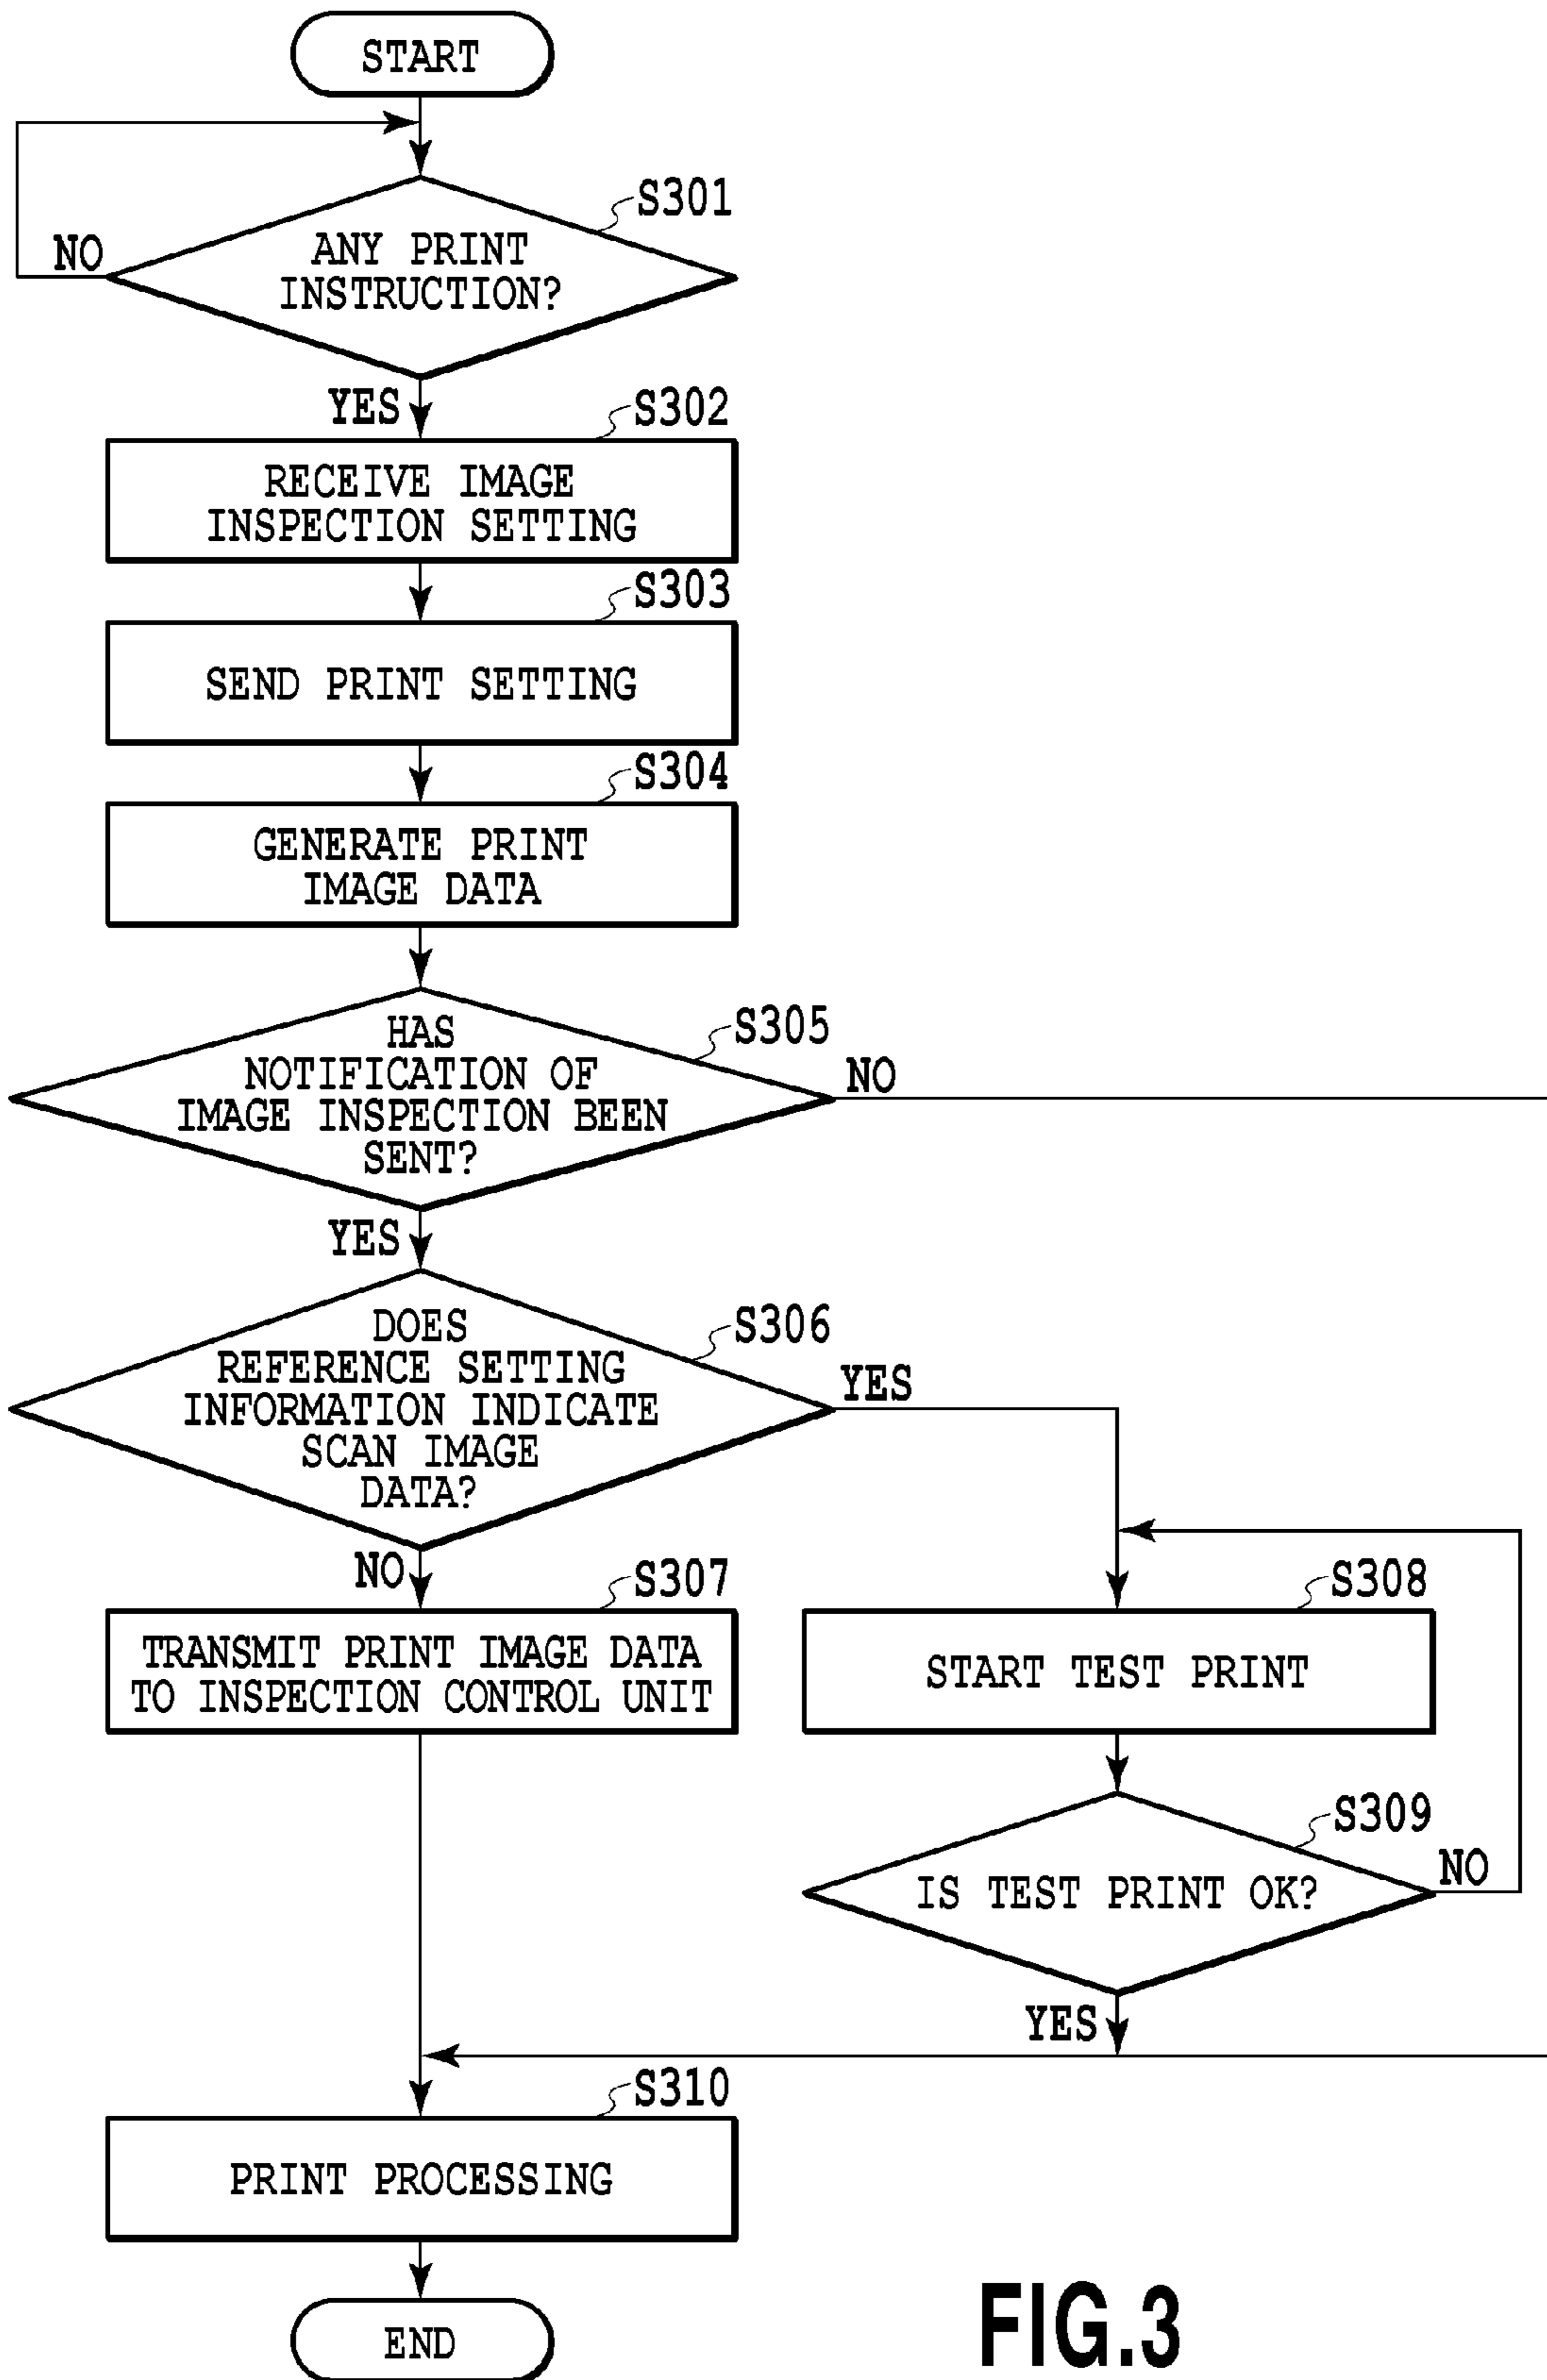 START
S301
NO
ANY PRINT
INSTRUCTION?
YES
S302
RECEIVE IMAGE
INSPECTION SETTING
S303
SEND PRINT SETTING
S304
GENERATE PRINT
IMAGE DATA
S305
HAS
NOTIFICATION OF
IMAGE INSPECTION BEEN
SENT?
NO
YES
S306
DOES
REFERENCE SETTING
INFORMATION INDICATE
SCAN IMAGE
DATA?
YES
NO
S307
TRANSMIT PRINT IMAGE DATA
TO INSPECTION CONTROL UNIT
S308
START TEST PRINT
S309
IS TEST PRINT OK?
NO
YES
S310
PRINT PROCESSING
END
FIG.3